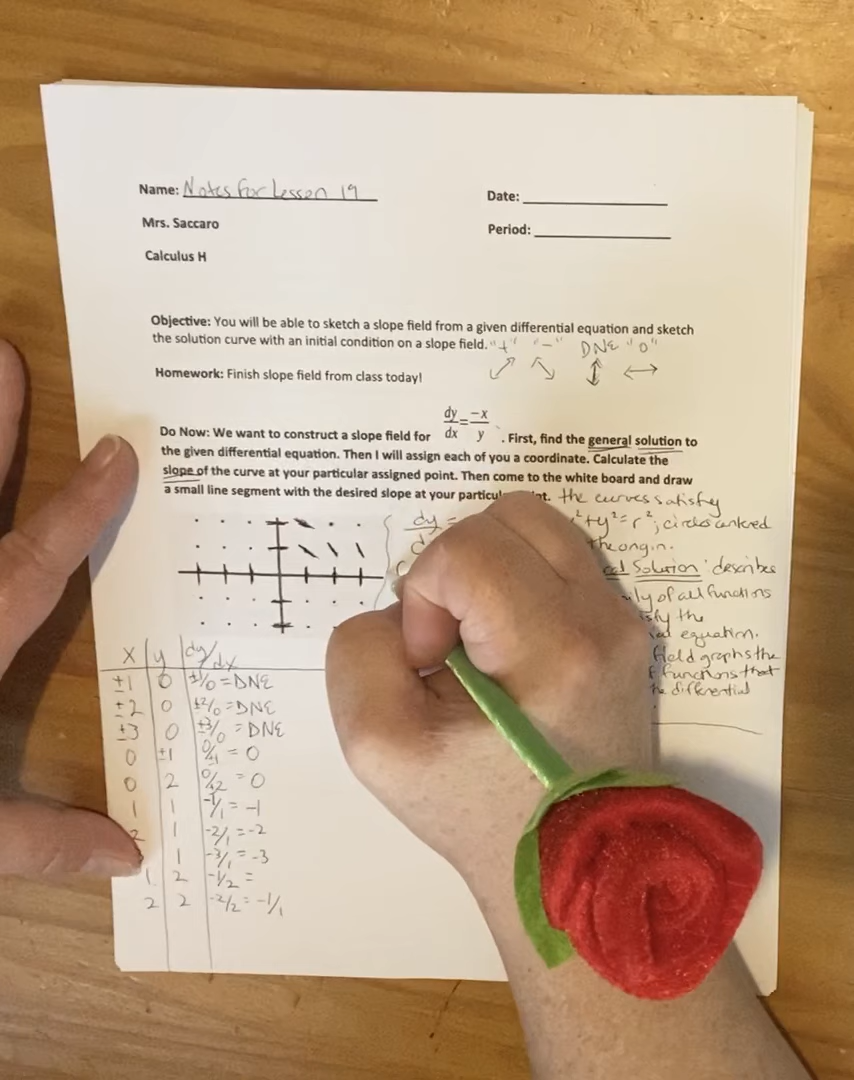 Name: Notes for Lesson 19
Date:
Mrs. Saccaro
Period:
Calculus H
Objective: You will be able to sketch a slope field from a given differential equation and sketch
the solution curve with an initial condition on a slope field. "+" "-" DNE "0"
Homework: Finish slope field from class today!
Do Now: We want to construct a slope field for dy/dx = -x/y. First, find the general solution to
the given differential equation. Then I will assign each of you a coordinate. Calculate the
slope of the curve at your particular assigned point. Then come to the white board and draw
a small line segment with the desired slope at your
the curves satisfy
dy =
+y²=r²; circles centered
the origin.
Solution: describes
of all functions
the
equation.
field graphs the
functions that
differential
x y dy/dx
±1 0 ±1/0 = DNE
±2 0 ±2/0 = DNE
±3 0 ±3/0 = DNE
0 ±1 0/±1 = 0
0 2 0/±2 = 0
1 1 -1/1 = -1
2 1 -2/1 = -2
1 -3/1 = -3
1 2 -1/2 =
2 2 -2/2 = -1/1